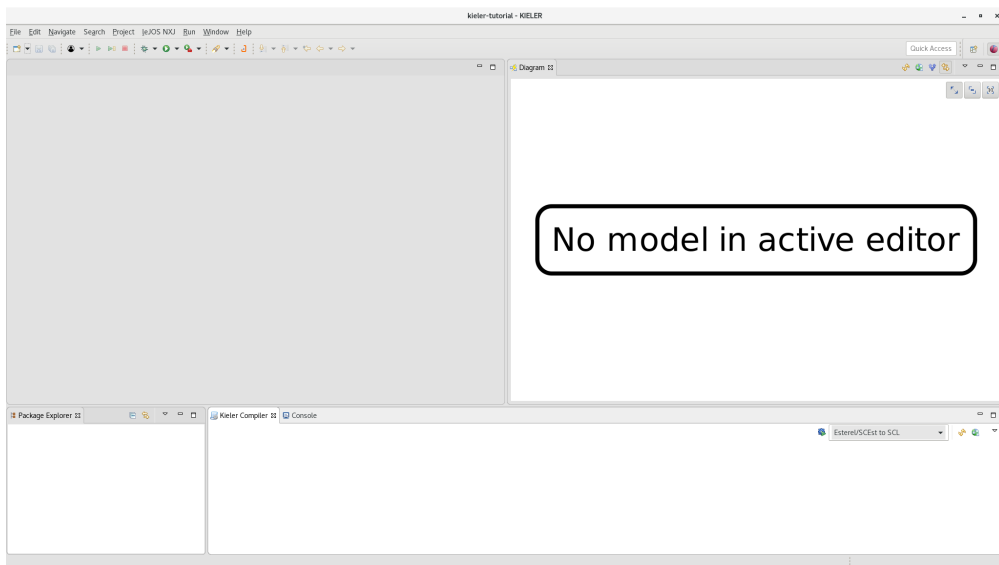 kieler-tutorial - KIELER
File Edit Navigate Search Project leJOS NXJ Run Window Help
Quick Access
Diagram
No model in active editor
Package Explorer
Kieler Compiler Console
Esterel/SCEst to SCL